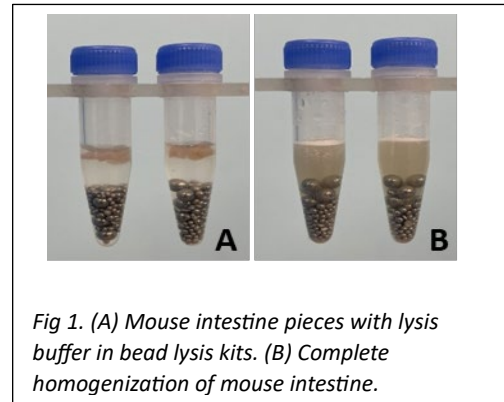 A
B
Fig 1. (A) Mouse intestine pieces with lysis
buffer in bead lysis kits. (B) Complete
homogenization of mouse intestine.